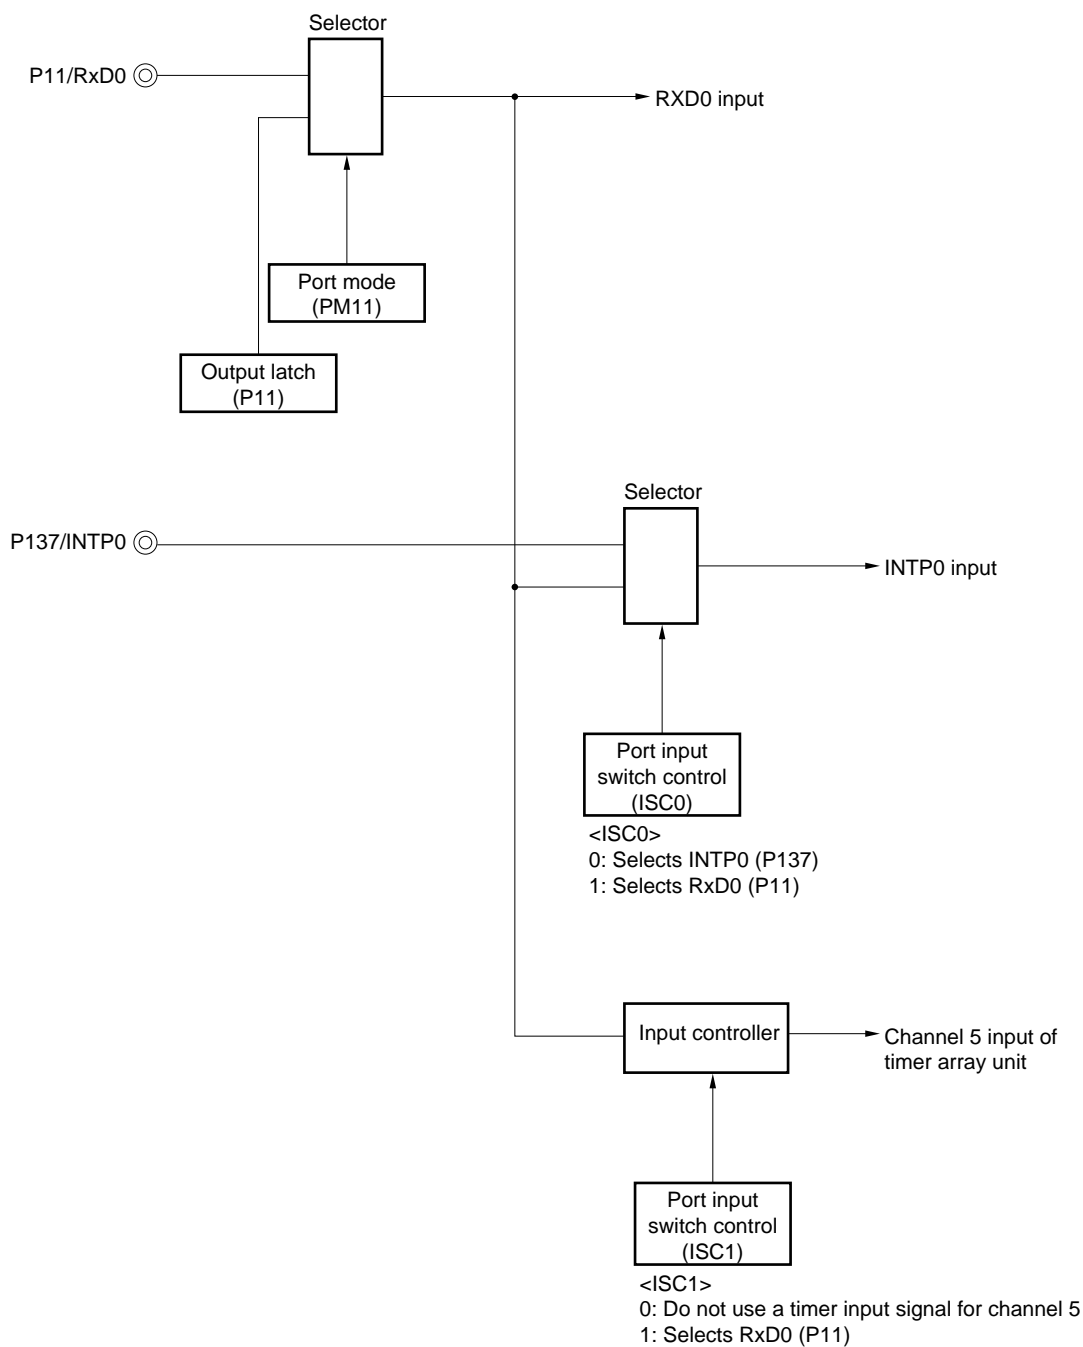 Selector
P11/RxD0
RXD0 input
Port mode
(PM11)
Output latch
(P11)
Selector
P137/INTP0
INTP0 input
Port input
switch control
(ISC0)
<ISC0>
0: Selects INTP0 (P137)
1: Selects RxD0 (P11)
Input controller
Channel 5 input of
timer array unit
Port input
switch control
(ISC1)
<ISC1>
0: Do not use a timer input signal for channel 5
1: Selects RxD0 (P11)